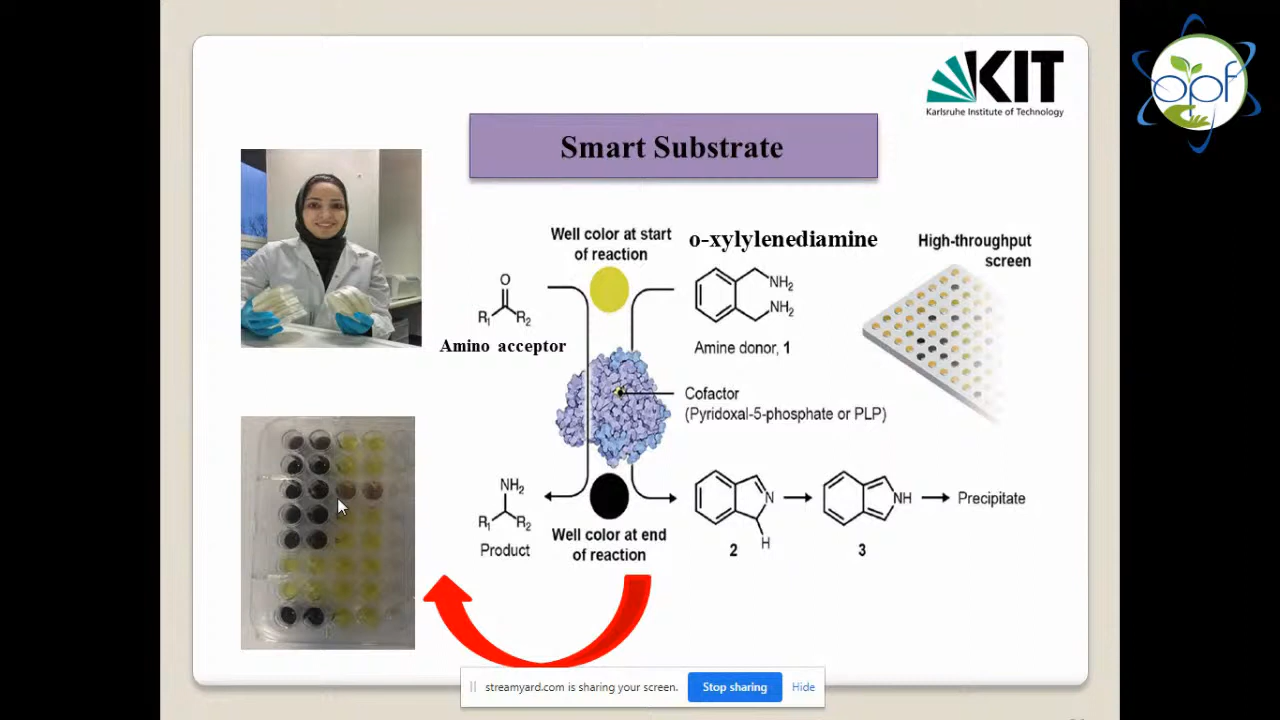 KIT
Karlsruhe Institute of Technology
opf
Smart Substrate
Well color at start
of reaction
o-xylylenediamine
High-throughput
screen
O
R1 R2
Amino acceptor
NH2
NH2
Amine donor, 1
Cofactor
(Pyridoxal-5-phosphate or PLP)
NH2
R1 R2
Product
Well color at end
of reaction
N
H
2
NH
3
Precipitate
streamyard.com is sharing your screen.
Stop sharing
Hide